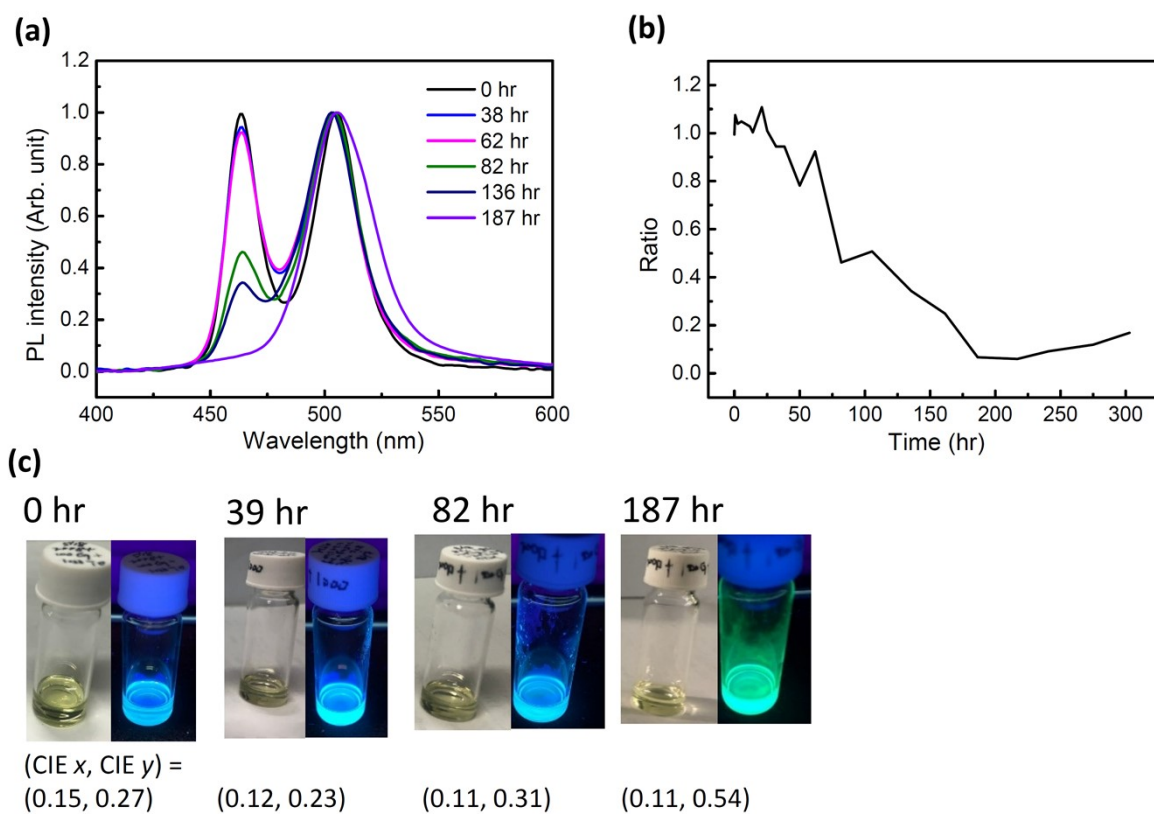 (a)
PL intensity (Arb. unit)
1.2
1.0
0.8
0.6
0.4
0.2
0.0
400
450
500
550
600
Wavelength (nm)
0 hr
38 hr
62 hr
82 hr
136 hr
187 hr
(b)
Ratio
1.2
1.0
0.8
0.6
0.4
0.2
0.0
0
50
100
150
200
250
300
Time (hr)
(c)
0 hr
39 hr
82 hr
187 hr
(CIE x, CIE y) =
(0.15, 0.27)
(0.12, 0.23)
(0.11, 0.31)
(0.11, 0.54)